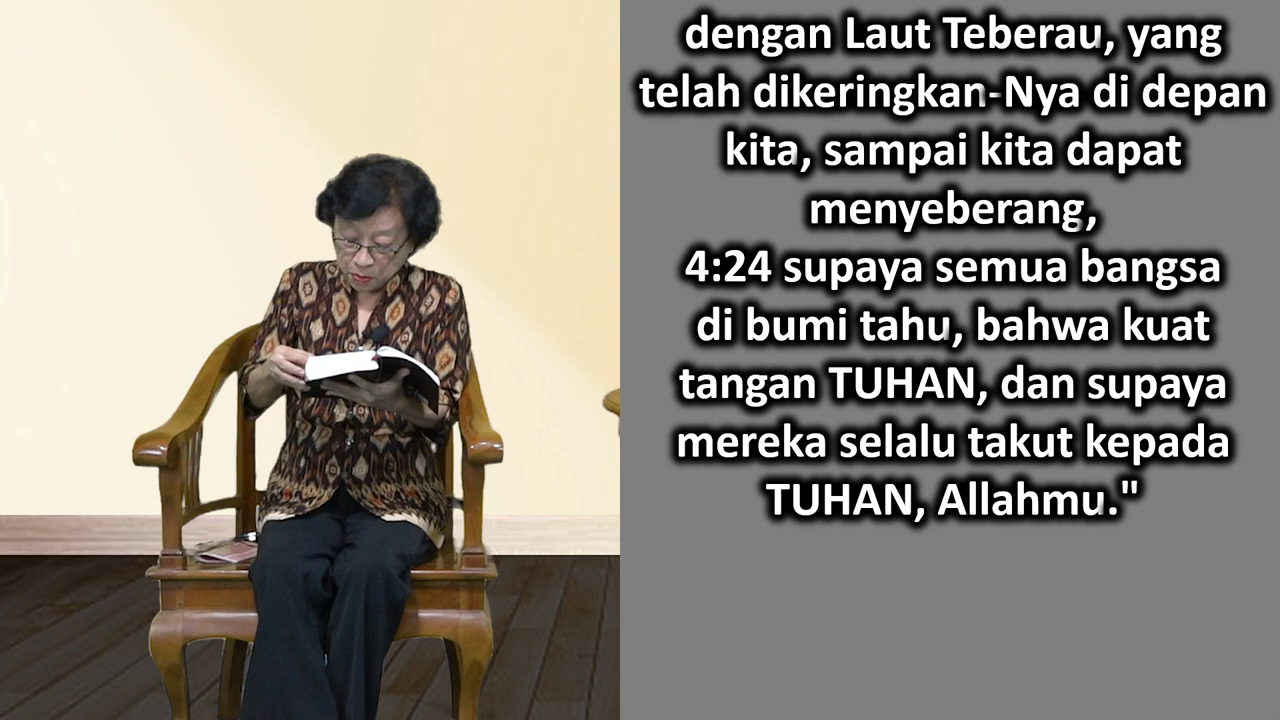 dengan Laut Teberau, yang
telah dikeringkan-Nya di depan
kita, sampai kita dapat
menyeberang,
4:24 supaya semua bangsa
di bumi tahu, bahwa kuat
tangan TUHAN, dan supaya
mereka selalu takut kepada
TUHAN, Allahmu."